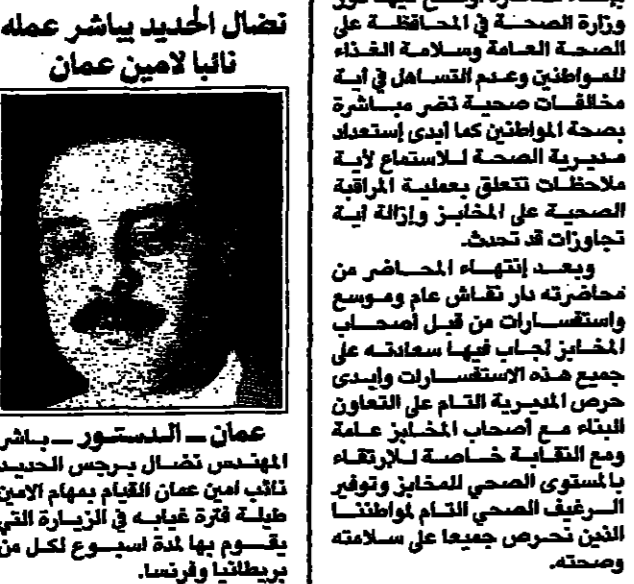 وزارة الصحة في المحافظة على
الصحة العامة وسلامة الغذاء
للمواطنين وعدم التساهل في أية
مخالفات صحية تضر مباشرة
بصحة المواطنين كما أبدى إستعداد
مديرية الصحة للاستماع لأية
ملاحظات تتعلق بعملية المراقبة
الصحية على المخابز وإزالة أية
تجاوزات قد تحدث.
وبعد إنتهاء المحاضر من
محاضرته دار نقاش عام وموسع
واستفسارات من قبل أصحاب
المخابز أجاب فيها سعادته على
جميع هذه الاستفسارات وابدى
حرص المديرية التام على التعاون
البناء مع أصحاب المخابز عامة
ومع النقابة خاصة للإرتقاء
بالمستوى الصحي للمخابز وتوفير
الرغيف الصحي التام لمواطننا
الذين نحرص جميعا على سلامته
وصحته.
نضال الحديد يباشر عمله
نائبا لامين عمان
عمان ـ الدستور ـ باشر
المهندس نضال برجس الحديد
نائب امين عمان القيام بمهام الامين
طيلة فترة غيابه في الزيارة التي
يقوم بها لمدة اسبوع لكل من
بريطانيا وفرنسا.